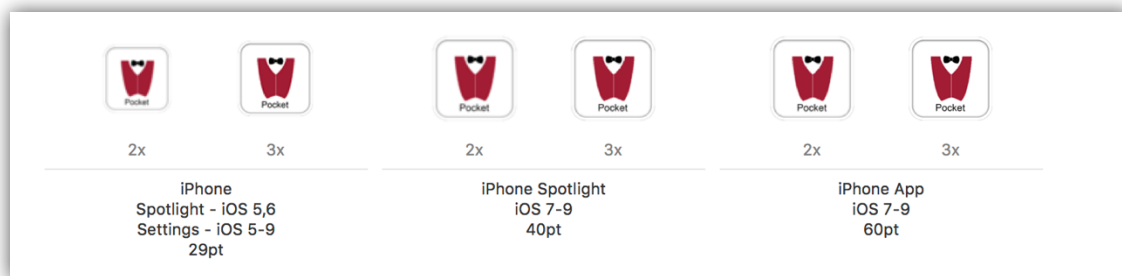 Pocket Pocket Pocket Pocket Pocket Pocket
2x 3x 2x 3x 2x 3x
iPhone
Spotlight - iOS 5,6
Settings - iOS 5-9
29pt
iPhone Spotlight
iOS 7-9
40pt
iPhone App
iOS 7-9
60pt